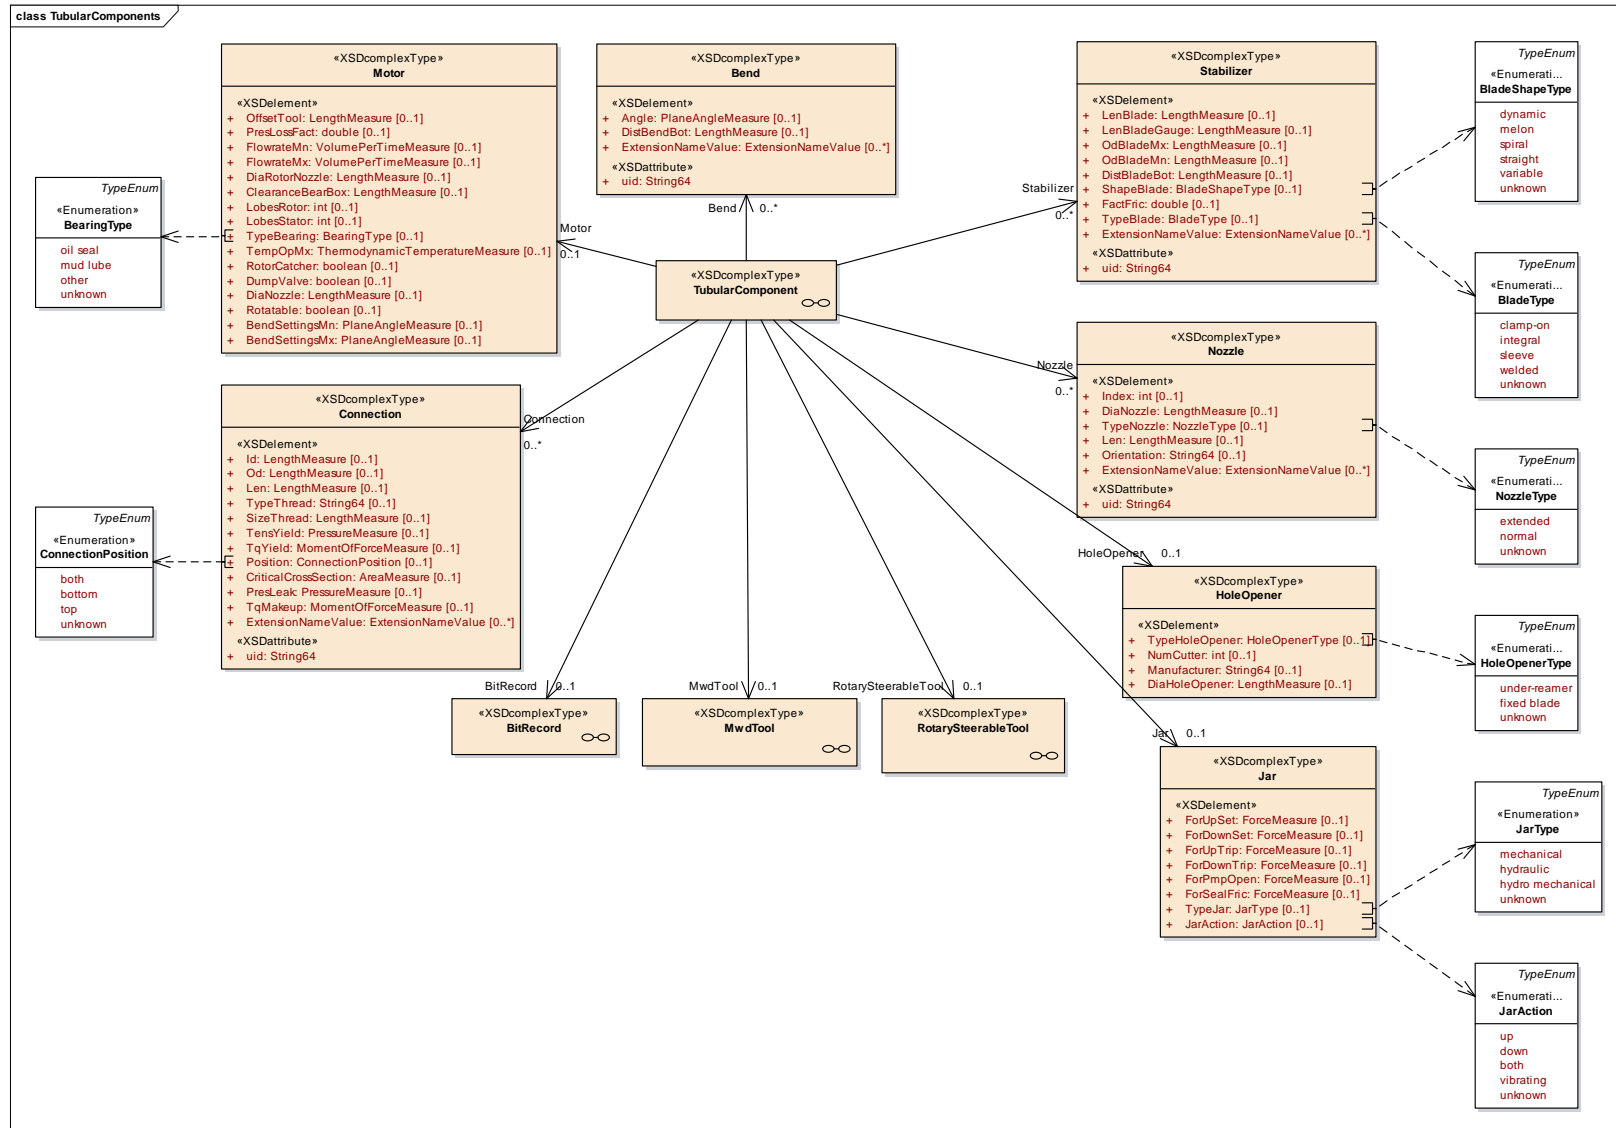 class TubularComponents
«XSDcomplexType»
Motor
«XSDelement»
+ OffsetTool: LengthMeasure [0..1]
+ PresLossFact: double [0..1]
+ FlowrateMn: VolumePerTimeMeasure [0..1]
+ FlowrateMx: VolumePerTimeMeasure [0..1]
+ DiaRotorNozzle: LengthMeasure [0..1]
+ ClearanceBearBox: LengthMeasure [0..1]
+ LobesRotor: int [0..1]
+ LobesStator: int [0..1]
+ TypeBearing: BearingType [0..1]
+ TempOpMx: ThermodynamicTemperatureMeasure [0..1]
+ RotorCatcher: boolean [0..1]
+ DumpValve: boolean [0..1]
+ DiaNozzle: LengthMeasure [0..1]
+ Rotatable: boolean [0..1]
+ BendSettingsMn: PlaneAngleMeasure [0..1]
+ BendSettingsMx: PlaneAngleMeasure [0..1]
«XSDcomplexType»
Bend
«XSDelement»
+ Angle: PlaneAngleMeasure [0..1]
+ DistBendBot: LengthMeasure [0..1]
+ ExtensionNameValue: ExtensionNameValue [0..*]
«XSDattribute»
+ uid: String64
Bend
0..*
«XSDcomplexType»
Stabilizer
«XSDelement»
+ LenBlade: LengthMeasure [0..1]
+ LenBladeGauge: LengthMeasure [0..1]
+ OdBladeMx: LengthMeasure [0..1]
+ OdBladeMn: LengthMeasure [0..1]
+ DistBladeBot: LengthMeasure [0..1]
+ ShapeBlade: BladeShapeType [0..1]
+ FactFric: double [0..1]
+ TypeBlade: BladeType [0..1]
+ ExtensionNameValue: ExtensionNameValue [0..*]
«XSDattribute»
+ uid: String64
Stabilizer
0..*
TypeEnum
«Enumerati...
BladeShapeType
dynamic
melon
spiral
straight
variable
unknown
TypeEnum
«Enumeration»
BearingType
oil seal
mud lube
other
unknown
Motor
0..1
«XSDcomplexType»
TubularComponent
TypeEnum
«Enumerati...
BladeType
clamp-on
integral
sleeve
welded
unknown
«XSDcomplexType»
Nozzle
«XSDelement»
+ Index: int [0..1]
+ DiaNozzle: LengthMeasure [0..1]
+ TypeNozzle: NozzleType [0..1]
+ Len: LengthMeasure [0..1]
+ Orientation: String64 [0..1]
+ ExtensionNameValue: ExtensionNameValue [0..*]
«XSDattribute»
+ uid: String64
Nozzle
0..*
«XSDcomplexType»
Connection
«XSDelement»
+ Id: LengthMeasure [0..1]
+ Od: LengthMeasure [0..1]
+ Len: LengthMeasure [0..1]
+ TypeThread: String64 [0..1]
+ SizeThread: LengthMeasure [0..1]
+ TensYield: PressureMeasure [0..1]
+ TqYield: MomentOfForceMeasure [0..1]
+ Position: ConnectionPosition [0..1]
+ CriticalCrossSection: AreaMeasure [0..1]
+ PresLeak: PressureMeasure [0..1]
+ TqMakeup: MomentOfForceMeasure [0..1]
+ ExtensionNameValue: ExtensionNameValue [0..*]
«XSDattribute»
+ uid: String64
Connection
0..*
TypeEnum
«Enumeration»
ConnectionPosition
both
bottom
top
unknown
TypeEnum
«Enumerati...
NozzleType
extended
normal
unknown
HoleOpener
0..1
«XSDcomplexType»
HoleOpener
«XSDelement»
+ TypeHoleOpener: HoleOpenerType [0..1]
+ NumCutter: int [0..1]
+ Manufacturer: String64 [0..1]
+ DiaHoleOpener: LengthMeasure [0..1]
TypeEnum
«Enumerati...
HoleOpenerType
under-reamer
fixed blade
unknown
BitRecord
0..1
«XSDcomplexType»
BitRecord
MwdTool
0..1
«XSDcomplexType»
MwdTool
RotarySteerableTool
0..1
«XSDcomplexType»
RotarySteerableTool
Jar
0..1
«XSDcomplexType»
Jar
«XSDelement»
+ ForUpSet: ForceMeasure [0..1]
+ ForDownSet: ForceMeasure [0..1]
+ ForUpTrip: ForceMeasure [0..1]
+ ForDownTrip: ForceMeasure [0..1]
+ ForPmpOpen: ForceMeasure [0..1]
+ ForSealFric: ForceMeasure [0..1]
+ TypeJar: JarType [0..1]
+ JarAction: JarAction [0..1]
TypeEnum
«Enumeration»
JarType
mechanical
hydraulic
hydro mechanical
unknown
TypeEnum
«Enumerati...
JarAction
up
down
both
vibrating
unknown